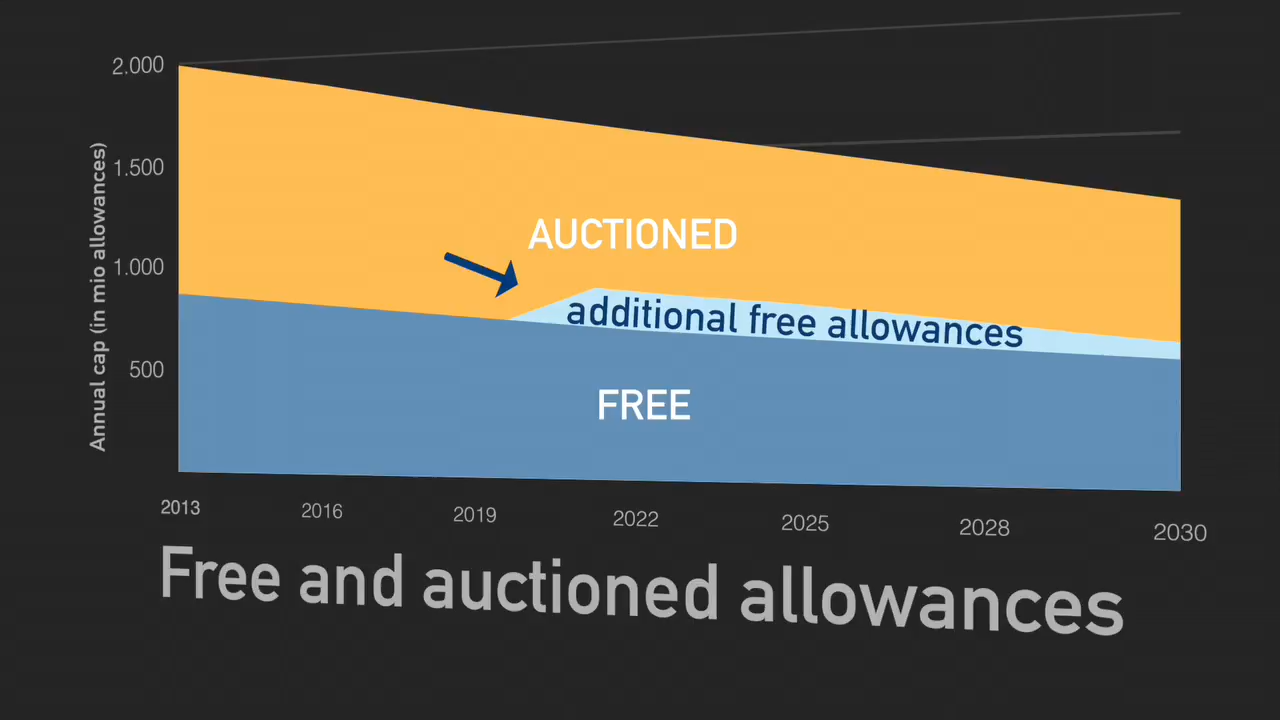 2.000
1.500
1.000
500
Annual cap (in mio allowances)
AUCTIONED
additional free allowances
FREE
2013 2016 2019 2022 2025 2028 2030
Free and auctioned allowances